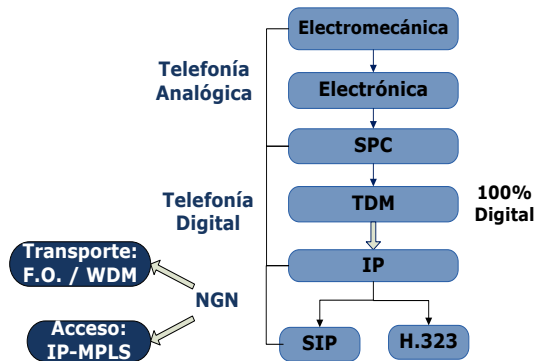 Electromecánica
Telefonía
Analógica
Electrónica
SPC
Telefonía
Digital
TDM
100%
Digital
Transporte:
F.O. / WDM
IP
NGN
Acceso:
IP-MPLS
SIP
H.323